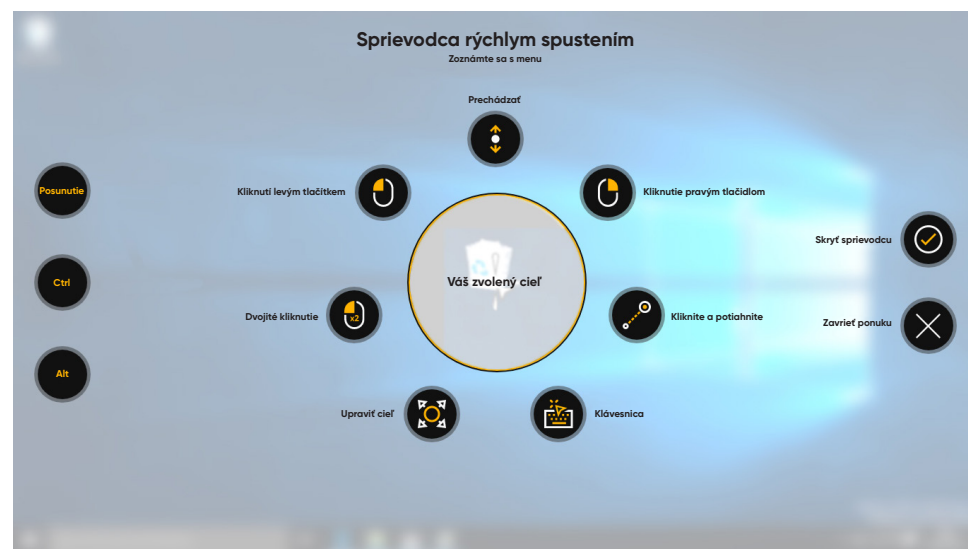 Sprievodca rýchlym spustením
Zoznámte sa s menu
Prechádzať
Posunutie
Kliknutí levým tlačítkem
Kliknutie pravým tlačidlom
Skryť sprievodcu
Ctrl
Váš zvolený cieľ
Dvojité kliknutie
x2
Kliknite a potiahnite
Zavrieť ponuku
Alt
Upraviť cieľ
Klávesnica